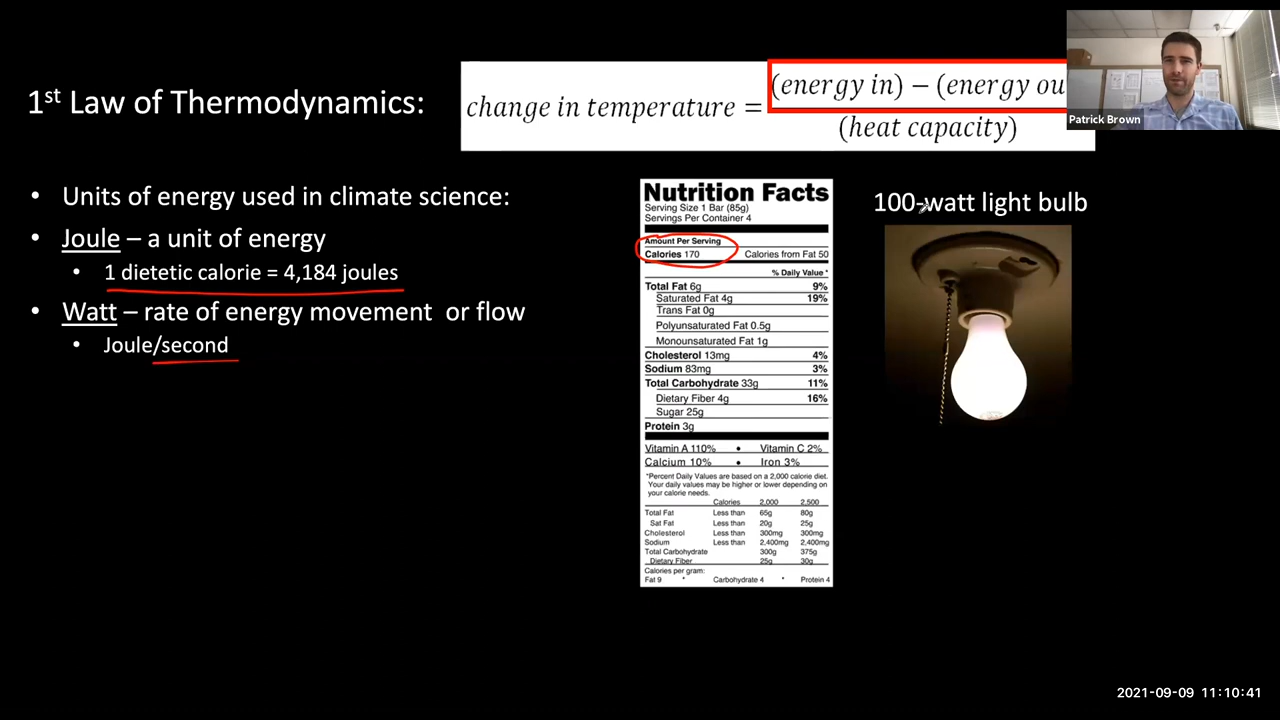 1st Law of Thermodynamics:
change in temperature = (energy in) − (energy ou
(heat capacity)
Patrick Brown
• Units of energy used in climate science:
• Joule – a unit of energy
• 1 dietetic calorie = 4,184 joules
• Watt – rate of energy movement or flow
• Joule/second
Nutrition Facts
Serving Size 1 Bar (85g)
Servings Per Container 4
Amount Per Serving
Calories 170 Calories from Fat 50
% Daily Value *
Total Fat 6g 9%
Saturated Fat 4g 19%
Trans Fat 0g
Polyunsaturated Fat 0.5g
Monounsaturated Fat 1g
Cholesterol 13mg 4%
Sodium 83mg 3%
Total Carbohydrate 33g 11%
Dietary Fiber 4g 16%
Sugar 25g
Protein 3g
Vitamin A 110% • Vitamin C 2%
Calcium 10% • Iron 3%
*Percent Daily Values are based on a 2,000 calorie diet.
Your daily values may be higher or lower depending on
your calorie needs.
Calories 2,000 2,500
Total Fat Less than 65g 80g
Sat Fat Less than 20g 25g
Cholesterol Less than 300mg 300mg
Sodium Less than 2,400mg 2,400mg
Total Carbohydrate 300g 375g
Dietary Fiber 25g 30g
Calories per gram:
Fat 9 • Carbohydrate 4 • Protein 4
100-watt light bulb
2021-09-09 11:10:41